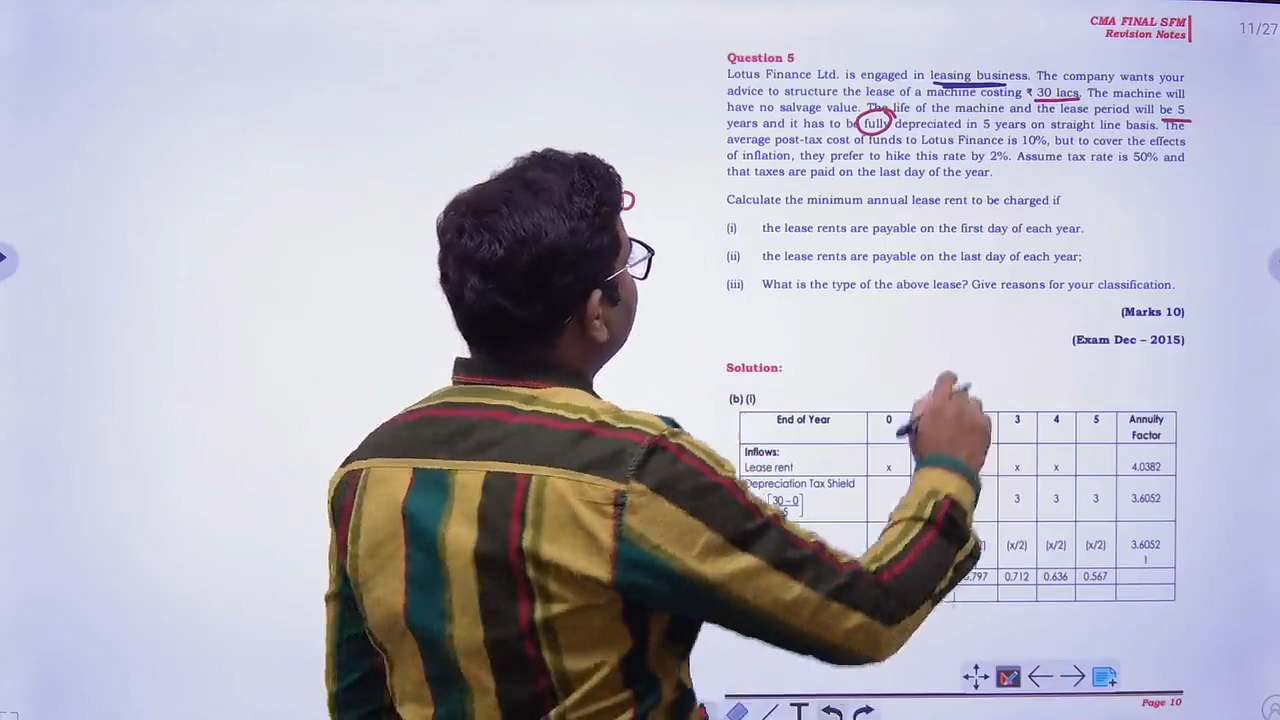 CMA FINAL SFM
Revision Notes
11/27
Question 5
Lotus Finance Ltd. is engaged in leasing business. The company wants your
advice to structure the lease of a machine costing ₹ 30 lacs. The machine will
have no salvage value. The life of the machine and the lease period will be 5
years and it has to be fully depreciated in 5 years on straight line basis. The
average post-tax cost of funds to Lotus Finance is 10%, but to cover the effects
of inflation, they prefer to hike this rate by 2%. Assume tax rate is 50% and
that taxes are paid on the last day of the year.
Calculate the minimum annual lease rent to be charged if
(i) the lease rents are payable on the first day of each year.
(ii) the lease rents are payable on the last day of each year;
(iii) What is the type of the above lease? Give reasons for your classification.
(Marks 10)
(Exam Dec – 2015)
Solution:
(b) (i)
End of Year 0 3 4 5 Annuity
Factor
Inflows:
Lease rent x x x 4.0382
Depreciation Tax Shield
30 – 0 3 3 3 3.6052
5
(x/2) (x/2) (x/2) 3.6052
0.712 0.636 0.567
Page 10